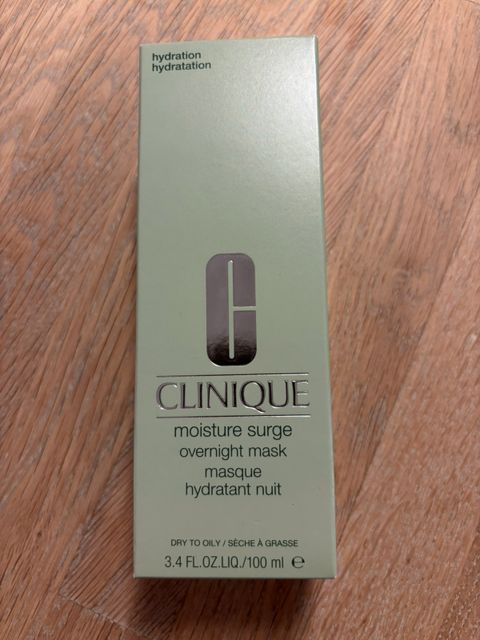 hydration
hydratation
C
CLINIQUE
moisture surge
overnight mask
masque
hydratant nuit
DRY TO OILY / SÈCHE À GRASSE
3.4 FL.OZ.LIQ./100 ml ℮